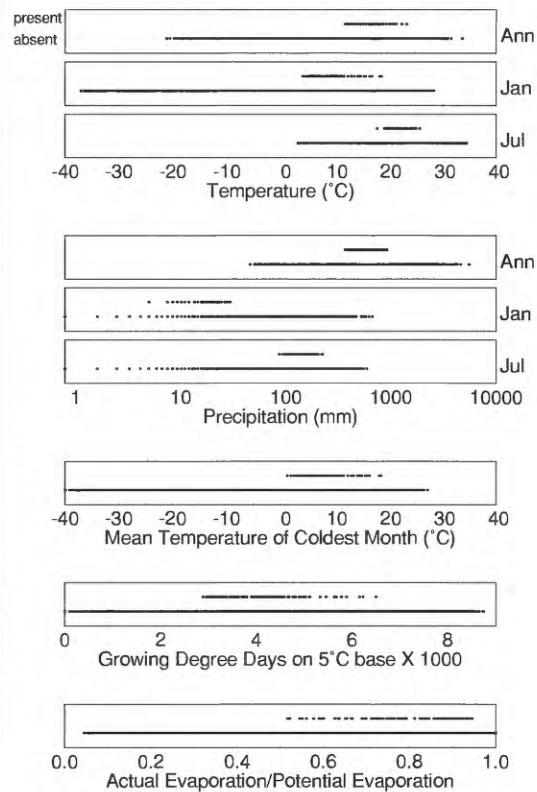 present
absent
Ann
Jan
Jul
-40 -30 -20 -10 0 10 20 30 40
Temperature (˚C)
Ann
Jan
Jul
1 10 100 1000 10000
Precipitation (mm)
-40 -30 -20 -10 0 10 20 30 40
Mean Temperature of Coldest Month (˚C)
0 2 4 6 8
Growing Degree Days on 5˚C base X 1000
0.0 0.2 0.4 0.6 0.8 1.0
Actual Evaporation/Potential Evaporation